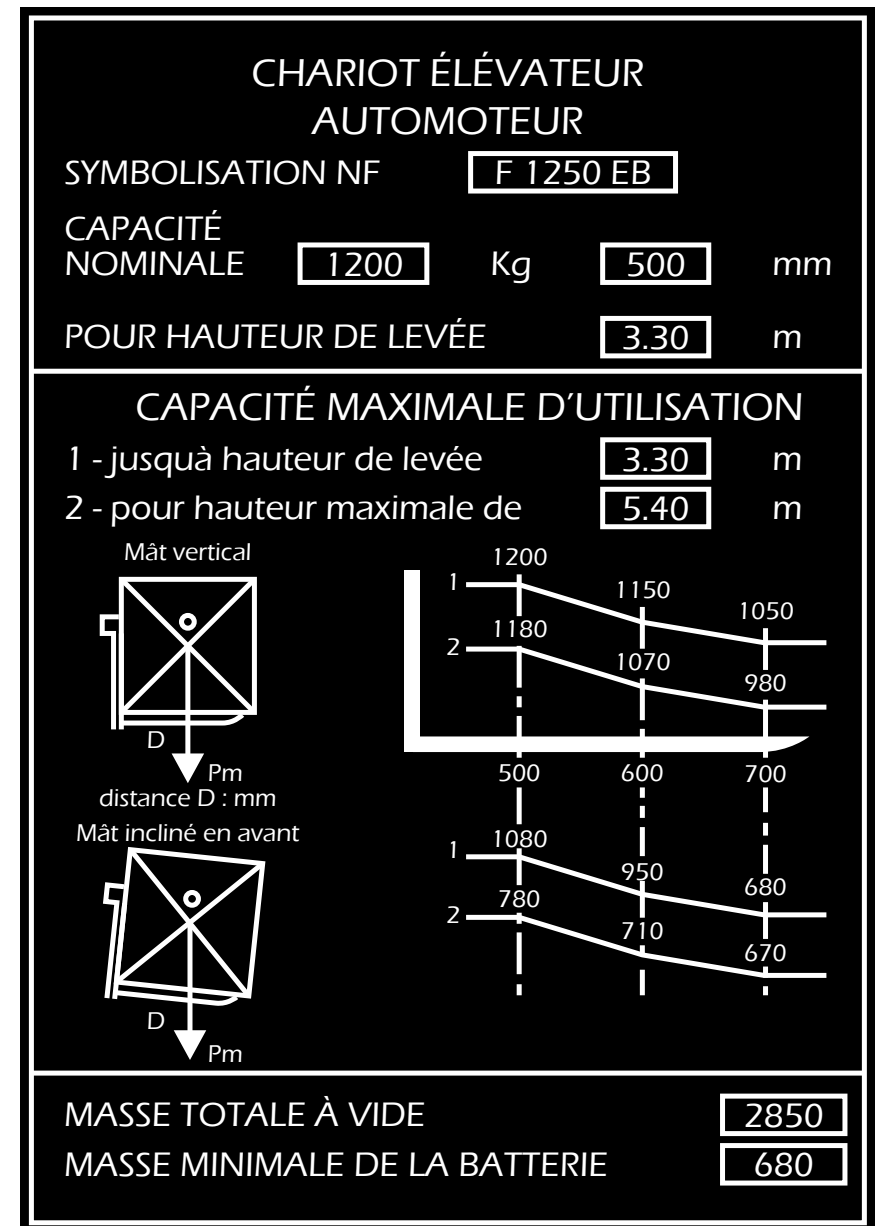 CHARIOT ÉLÉVATEUR
AUTOMOTEUR
SYMBOLISATION NF F 1250 EB
CAPACITÉ
NOMINALE 1200 Kg 500 mm
POUR HAUTEUR DE LEVÉE 3.30 m
CAPACITÉ MAXIMALE D'UTILISATION
1 - jusquà hauteur de levée 3.30 m
2 - pour hauteur maximale de 5.40 m
Mât vertical
D
Pm
distance D : mm
1200
1 1150 1050
1180
2 1070 980
500 600 700
Mât incliné en avant
D
Pm
1080
1 950 680
780
2 710 670
MASSE TOTALE À VIDE 2850
MASSE MINIMALE DE LA BATTERIE 680